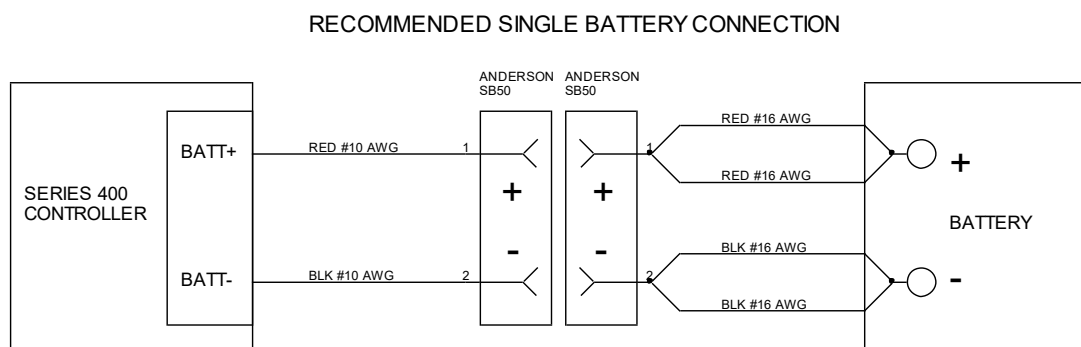 RECOMMENDED SINGLE BATTERY CONNECTION
ANDERSON
SB50
ANDERSON
SB50
RED #16 AWG
BATT+
RED #10 AWG
1
1
+
RED #16 AWG
SERIES 400
CONTROLLER
+
+
BATTERY
-
-
BLK #16 AWG
BATT-
BLK #10 AWG
2
2
-
BLK #16 AWG